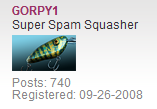 GORPY1
Super Spam Squasher
Posts: 740
Registered: 09-26-2008